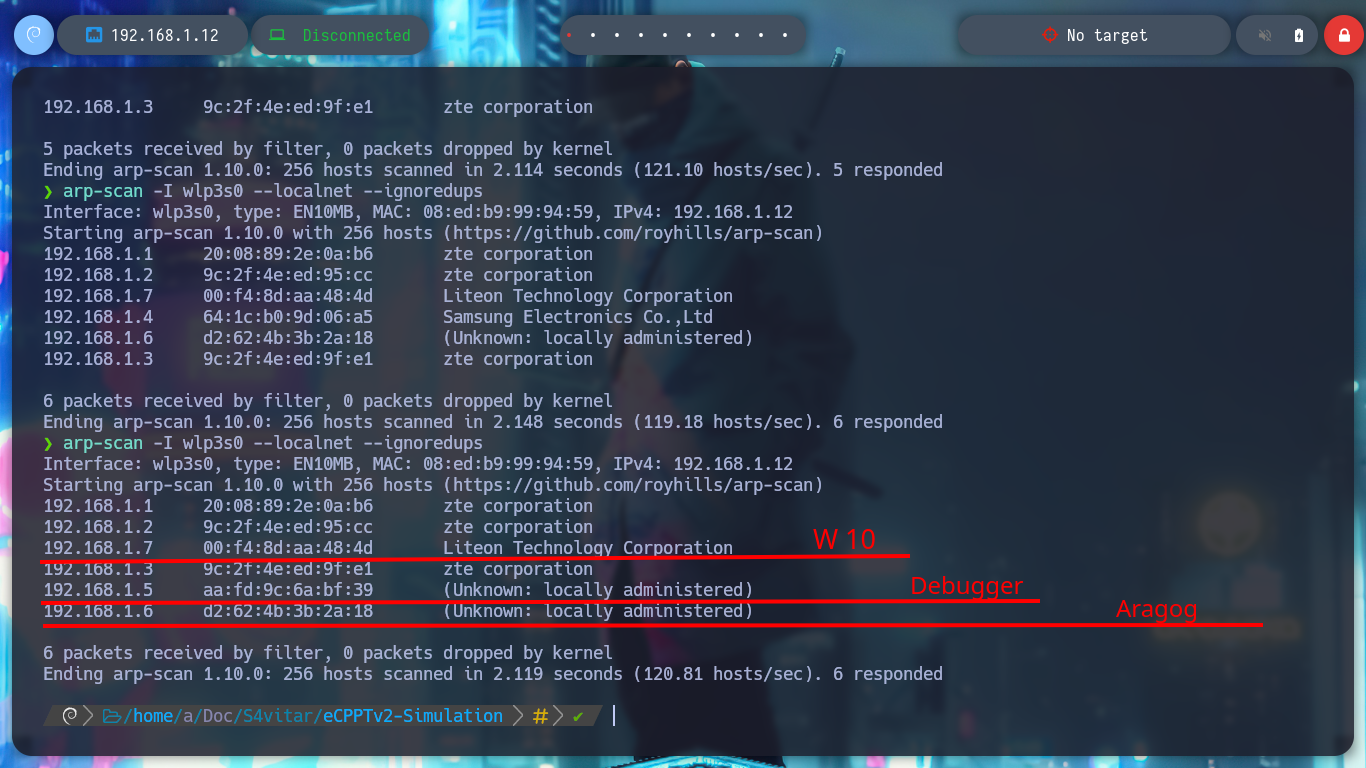 192.168.1.12
Disconnected
No target
192.168.1.3 9c:2f:4e:ed:9f:e1 zte corporation
5 packets received by filter, 0 packets dropped by kernel
Ending arp-scan 1.10.0: 256 hosts scanned in 2.114 seconds (121.10 hosts/sec). 5 responded
❯ arp-scan -I wlp3s0 --localnet --ignoredups
Interface: wlp3s0, type: EN10MB, MAC: 08:ed:b9:99:94:59, IPv4: 192.168.1.12
Starting arp-scan 1.10.0 with 256 hosts (https://github.com/royhills/arp-scan)
192.168.1.1 20:08:89:2e:0a:b6 zte corporation
192.168.1.2 9c:2f:4e:ed:95:cc zte corporation
192.168.1.7 00:f4:8d:aa:48:4d Liteon Technology Corporation
192.168.1.4 64:1c:b0:9d:06:a5 Samsung Electronics Co.,Ltd
192.168.1.6 d2:62:4b:3b:2a:18 (Unknown: locally administered)
192.168.1.3 9c:2f:4e:ed:9f:e1 zte corporation
6 packets received by filter, 0 packets dropped by kernel
Ending arp-scan 1.10.0: 256 hosts scanned in 2.148 seconds (119.18 hosts/sec). 6 responded
❯ arp-scan -I wlp3s0 --localnet --ignoredups
Interface: wlp3s0, type: EN10MB, MAC: 08:ed:b9:99:94:59, IPv4: 192.168.1.12
Starting arp-scan 1.10.0 with 256 hosts (https://github.com/royhills/arp-scan)
192.168.1.1 20:08:89:2e:0a:b6 zte corporation
192.168.1.2 9c:2f:4e:ed:95:cc zte corporation
192.168.1.7 00:f4:8d:aa:48:4d Liteon Technology Corporation W 10
192.168.1.3 9c:2f:4e:ed:9f:e1 zte corporation
192.168.1.5 aa:fd:9c:6a:bf:39 (Unknown: locally administered) Debugger
192.168.1.6 d2:62:4b:3b:2a:18 (Unknown: locally administered) Aragog
6 packets received by filter, 0 packets dropped by kernel
Ending arp-scan 1.10.0: 256 hosts scanned in 2.119 seconds (120.81 hosts/sec). 6 responded
/home/a/Doc/S4vitar/eCPPTv2-Simulation # ✔